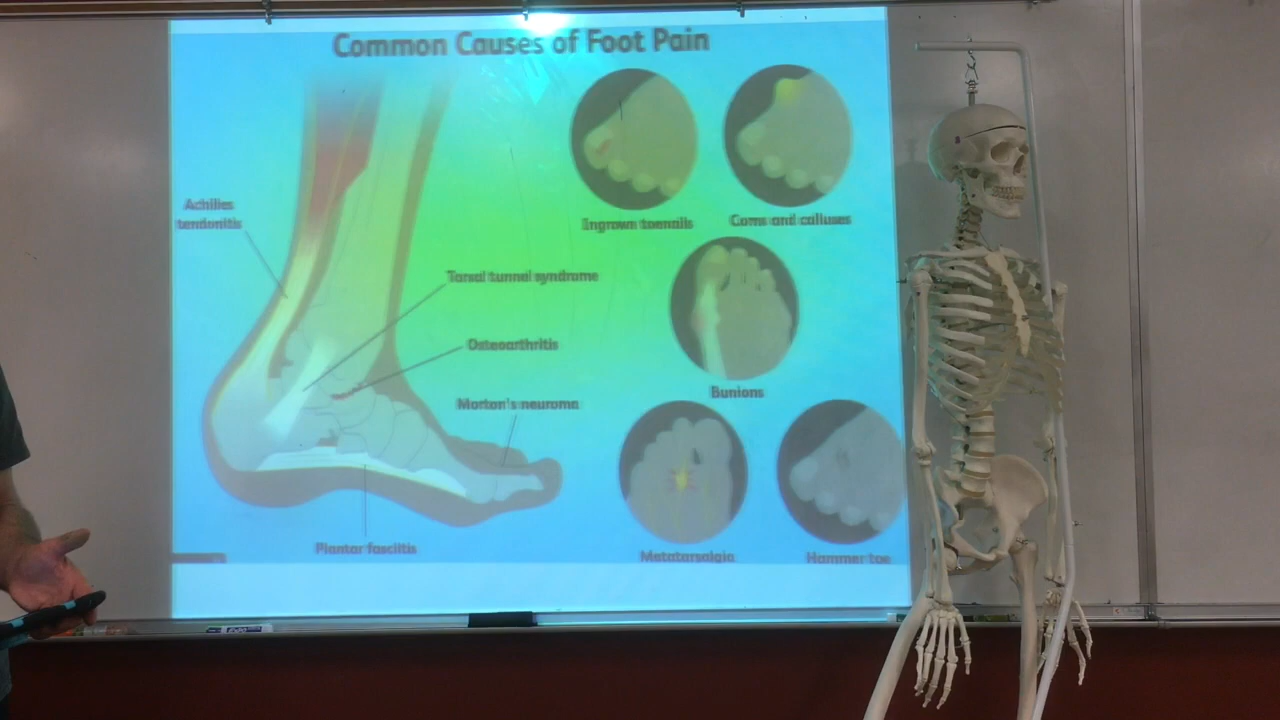 Common Causes of Foot Pain
Achilles
tendonitis
Tarsal tunnel syndrome
Osteoarthritis
Morton's neuroma
Plantar fasciitis
Ingrown toenails
Corns and calluses
Bunions
Metatarsalgia
Hammer toe